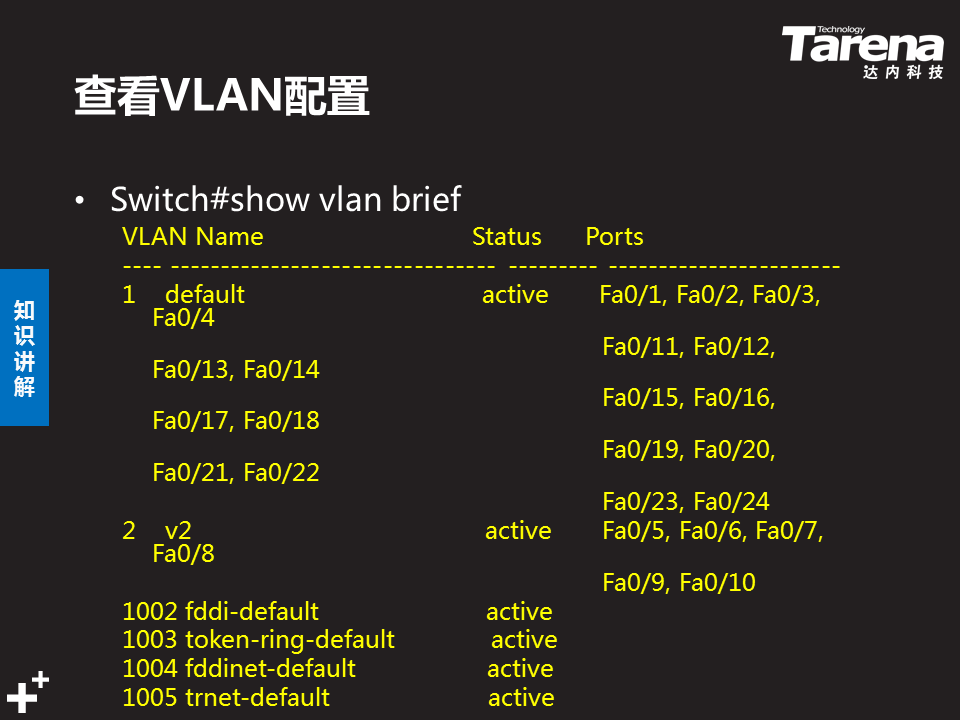 Technology
Tarena
达内科技
查看VLAN配置
• Switch#show vlan brief
VLAN Name Status Ports
---- --------------------------------- --------- ------------------------
1 default active Fa0/1, Fa0/2, Fa0/3,
Fa0/4
Fa0/11, Fa0/12,
Fa0/13, Fa0/14
Fa0/15, Fa0/16,
Fa0/17, Fa0/18
Fa0/19, Fa0/20,
Fa0/21, Fa0/22
Fa0/23, Fa0/24
2 v2 active Fa0/5, Fa0/6, Fa0/7,
Fa0/8
Fa0/9, Fa0/10
1002 fddi-default active
1003 token-ring-default active
1004 fddinet-default active
1005 trnet-default active
知识讲解